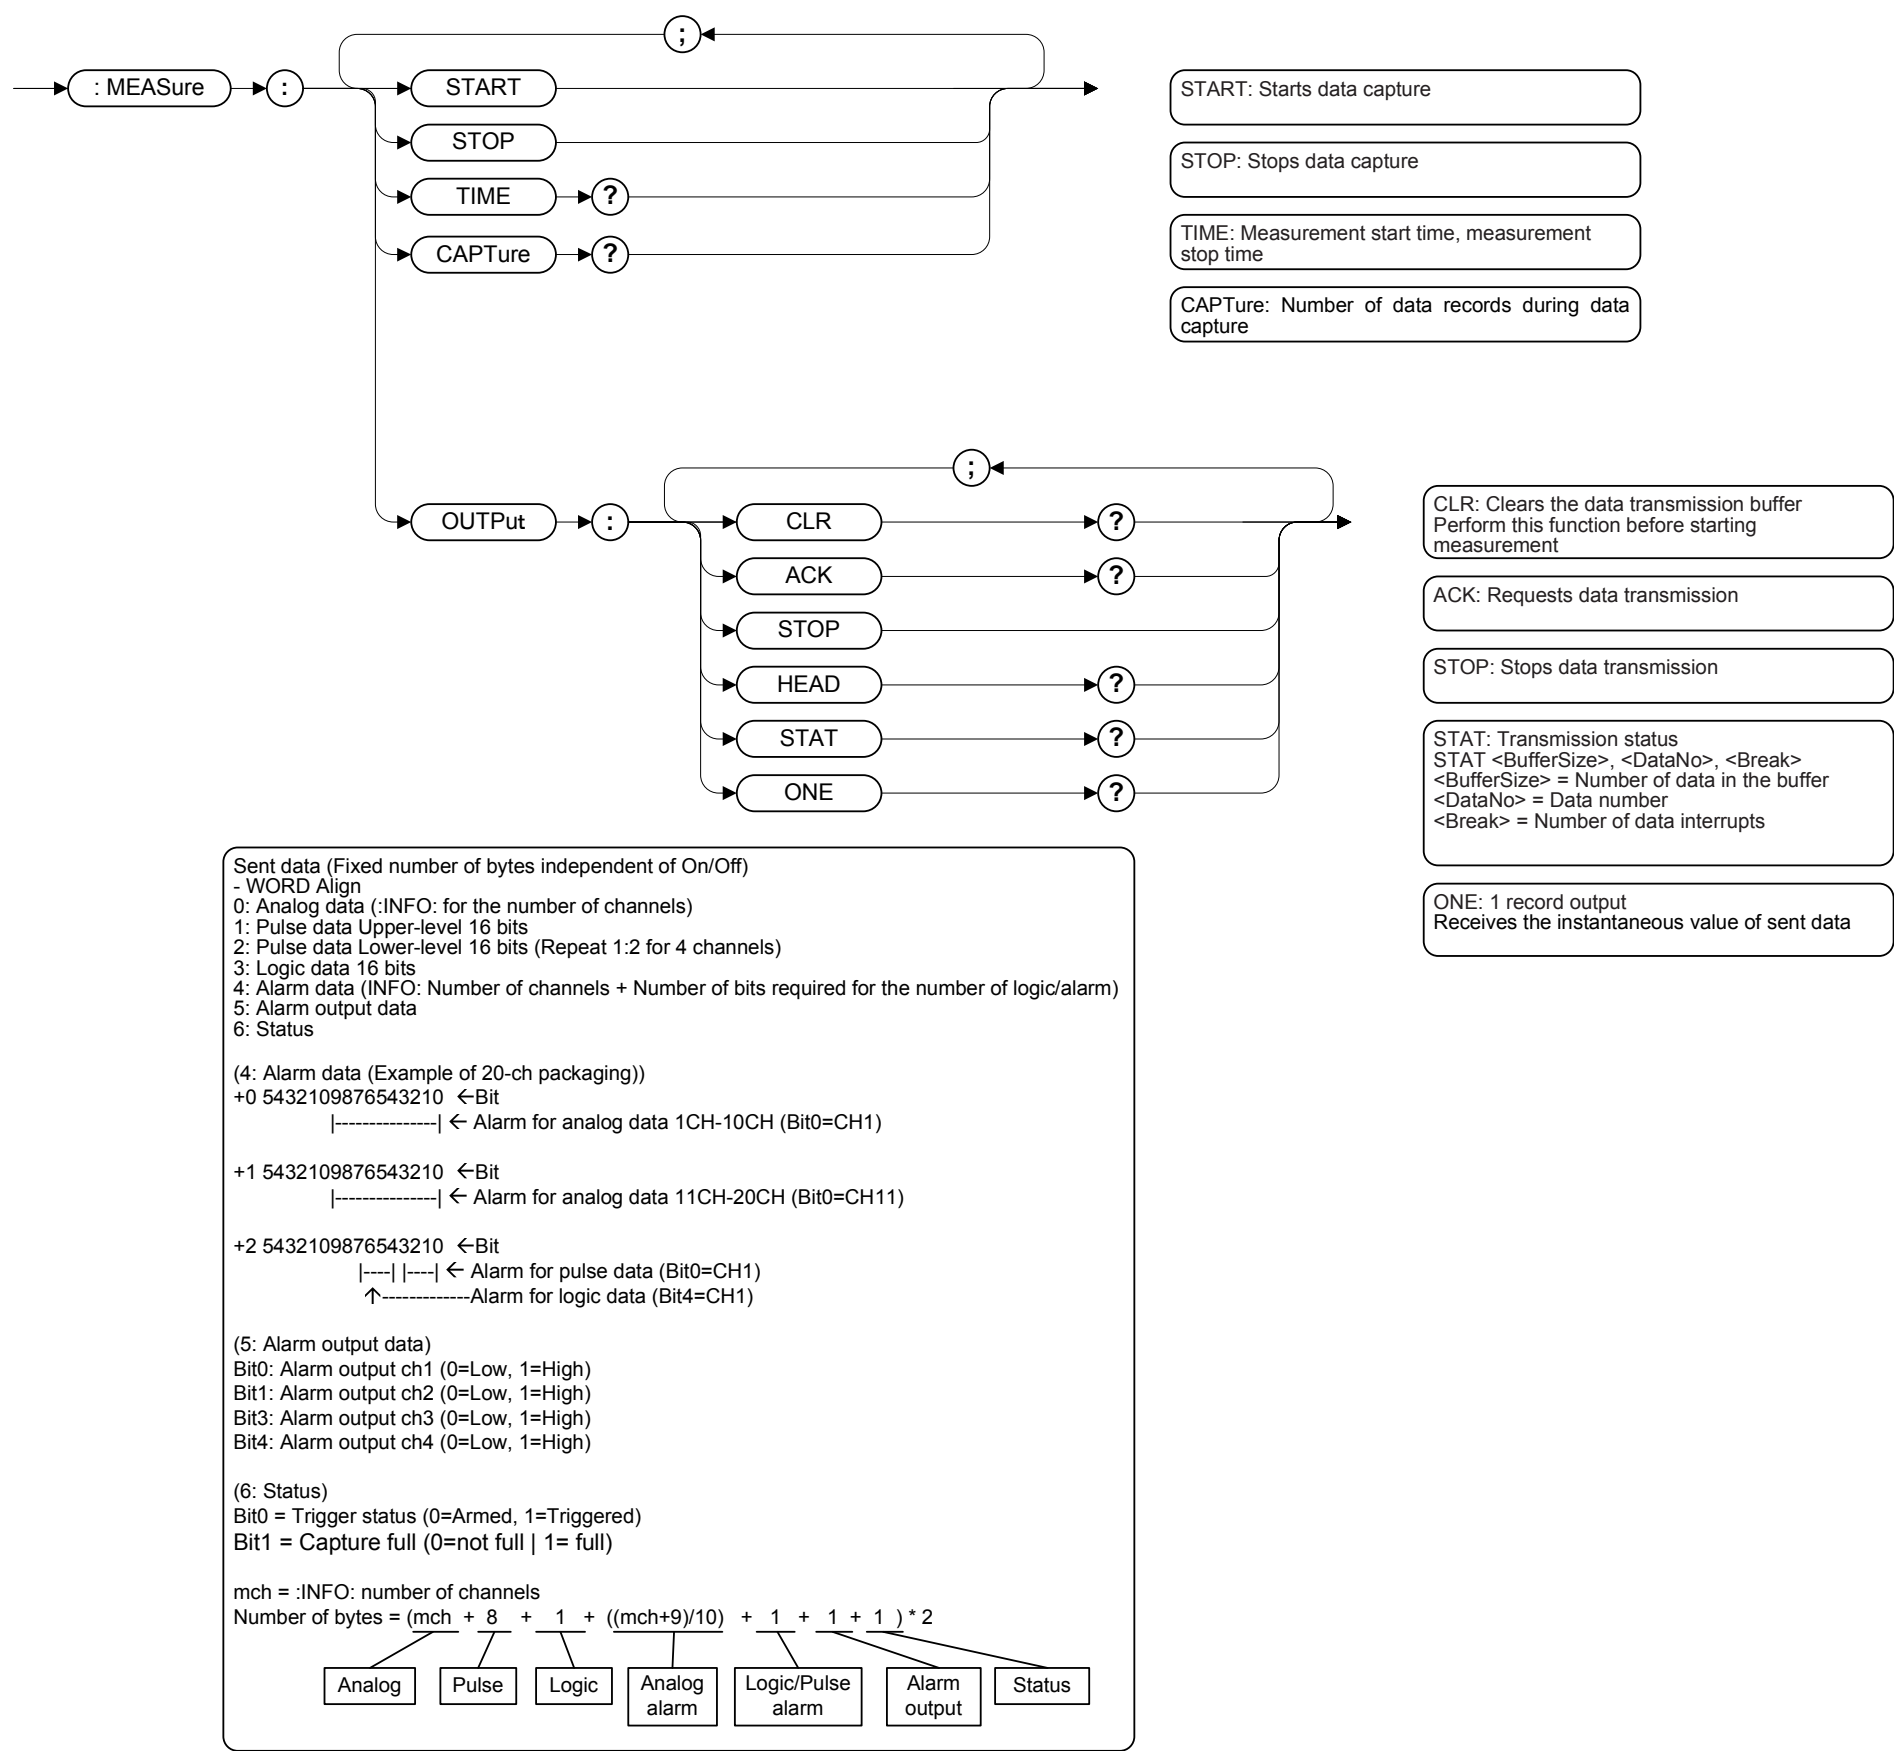 ;
: MEASure
:
START
STOP
TIME
?
CAPTure
?
START: Starts data capture
STOP: Stops data capture
TIME: Measurement start time, measurement
stop time
CAPTure: Number of data records during data
capture
;
OUTPut
:
CLR
?
ACK
?
STOP
HEAD
?
STAT
?
ONE
?
CLR: Clears the data transmission buffer
Perform this function before starting
measurement
ACK: Requests data transmission
STOP: Stops data transmission
STAT: Transmission status
STAT <BufferSize>, <DataNo>, <Break>
<BufferSize> = Number of data in the buffer
<DataNo> = Data number
<Break> = Number of data interrupts
ONE: 1 record output
Receives the instantaneous value of sent data
Sent data (Fixed number of bytes independent of On/Off)
- WORD Align
0: Analog data (:INFO: for the number of channels)
1: Pulse data Upper-level 16 bits
2: Pulse data Lower-level 16 bits (Repeat 1:2 for 4 channels)
3: Logic data 16 bits
4: Alarm data (INFO: Number of channels + Number of bits required for the number of logic/alarm)
5: Alarm output data
6: Status
(4: Alarm data (Example of 20-ch packaging))
+0 5432109876543210 ←Bit
|---------------| ← Alarm for analog data 1CH-10CH (Bit0=CH1)
+1 5432109876543210 ←Bit
|---------------| ← Alarm for analog data 11CH-20CH (Bit0=CH11)
+2 5432109876543210 ←Bit
|----| |----| ← Alarm for pulse data (Bit0=CH1)
↑-------------Alarm for logic data (Bit4=CH1)
(5: Alarm output data)
Bit0: Alarm output ch1 (0=Low, 1=High)
Bit1: Alarm output ch2 (0=Low, 1=High)
Bit3: Alarm output ch3 (0=Low, 1=High)
Bit4: Alarm output ch4 (0=Low, 1=High)
(6: Status)
Bit0 = Trigger status (0=Armed, 1=Triggered)
Bit1 = Capture full (0=not full | 1= full)
mch = :INFO: number of channels
Number of bytes = (mch + 8 + 1 + ((mch+9)/10) + 1 + 1 + 1 ) * 2
Analog
Pulse
Logic
Analog
alarm
Logic/Pulse
alarm
Alarm
output
Status